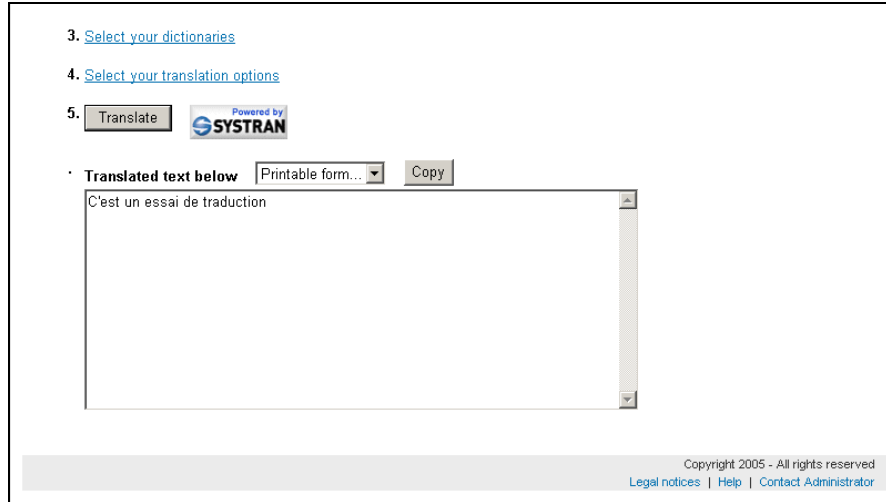 3. Select your dictionaries
4. Select your translation options
5. Translate Powered by SYSTRAN
· Translated text below Printable form... Copy
C'est un essai de traduction
Copyright 2005 - All rights reserved
Legal notices | Help | Contact Administrator